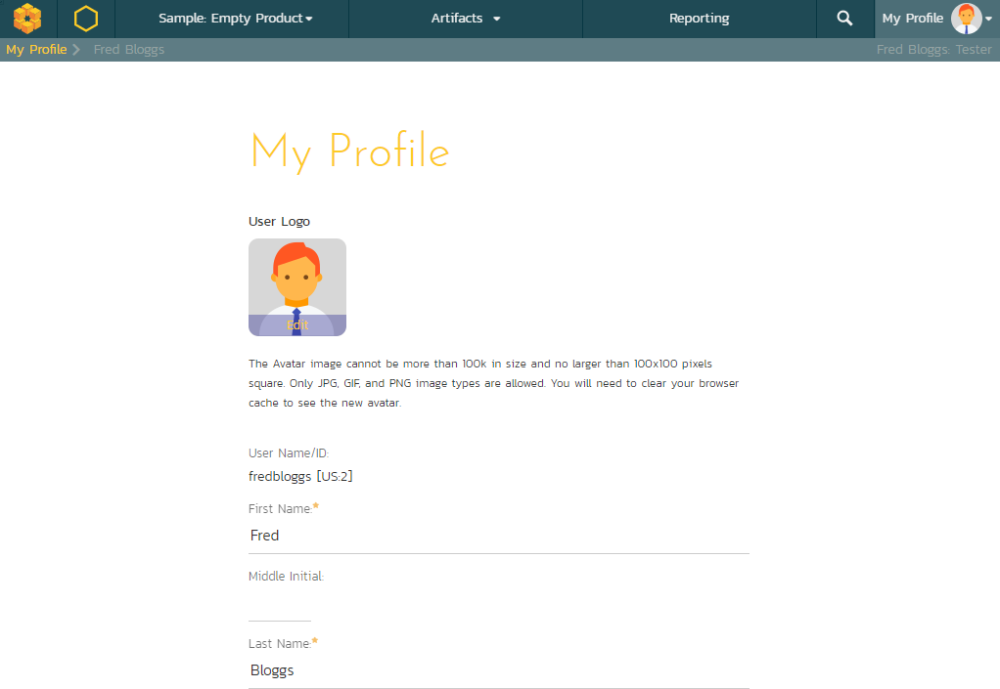 Sample: Empty Product
Artifacts
Reporting
My Profile
My Profile Fred Bloggs
Fred Bloggs: Tester
My Profile
User Logo
Edit
The Avatar image cannot be more than 100k in size and no larger than 100x100 pixels
square. Only JPG, GIF, and PNG image types are allowed. You will need to clear your browser
cache to see the new avatar.
User Name/ID:
fredbloggs [US:2]
First Name:*
Fred
Middle Initial:
Last Name:*
Bloggs